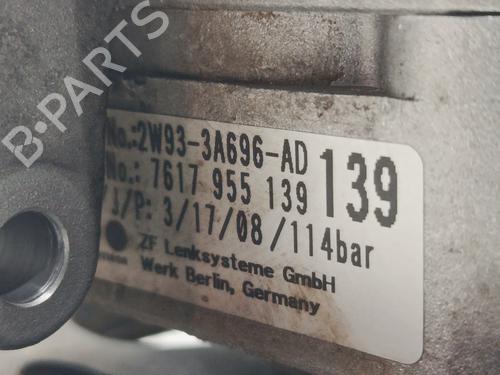 B-PARTS
No.:2W93-3A696-AD
No.: 7617 955 139
139
/J/P: 3/17/08/114bar
ZF Lenksysteme GmbH
Werk Berlin, Germany